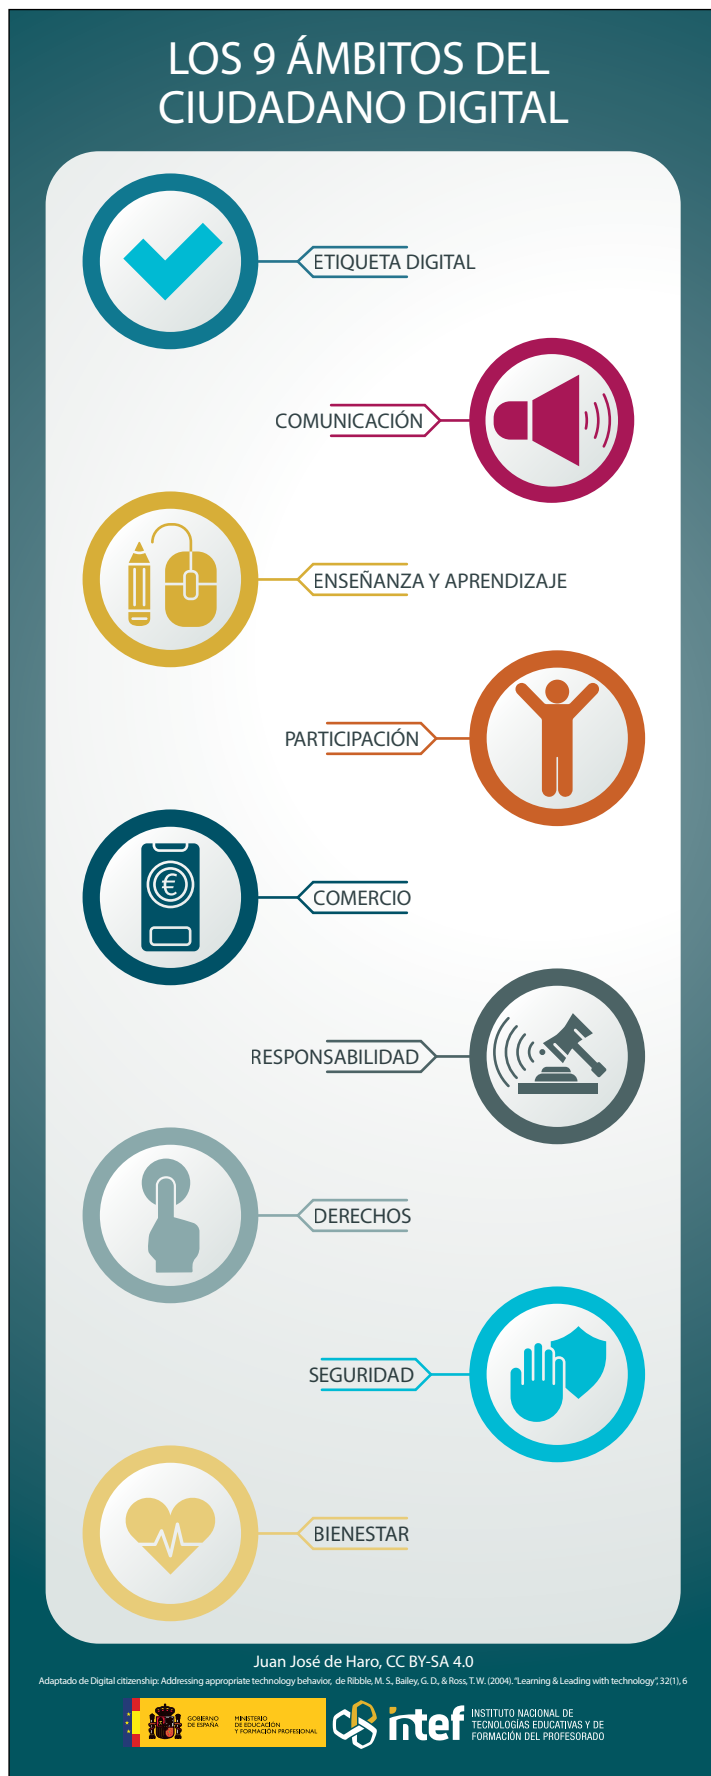 LOS 9 ÁMBITOS DEL
CIUDADANO DIGITAL
ETIQUETA DIGITAL
COMUNICACIÓN
ENSEÑANZA Y APRENDIZAJE
PARTICIPACIÓN
€
COMERCIO
RESPONSABILIDAD
DERECHOS
SEGURIDAD
BIENESTAR
Juan José de Haro, CC BY-SA 4.0
Adaptado de Digital citizenship: Addressing appropriate technology behavior, de Ribble, M. S., Bailey, G. D., & Ross, T. W. (2004). "Learning & Leading with technology", 32(1), 6
GOBIERNO
DE ESPAÑA
MINISTERIO
DE EDUCACIÓN
Y FORMACIÓN PROFESIONAL
intef
INSTITUTO NACIONAL DE
TECNOLOGÍAS EDUCATIVAS Y DE
FORMACIÓN DEL PROFESORADO